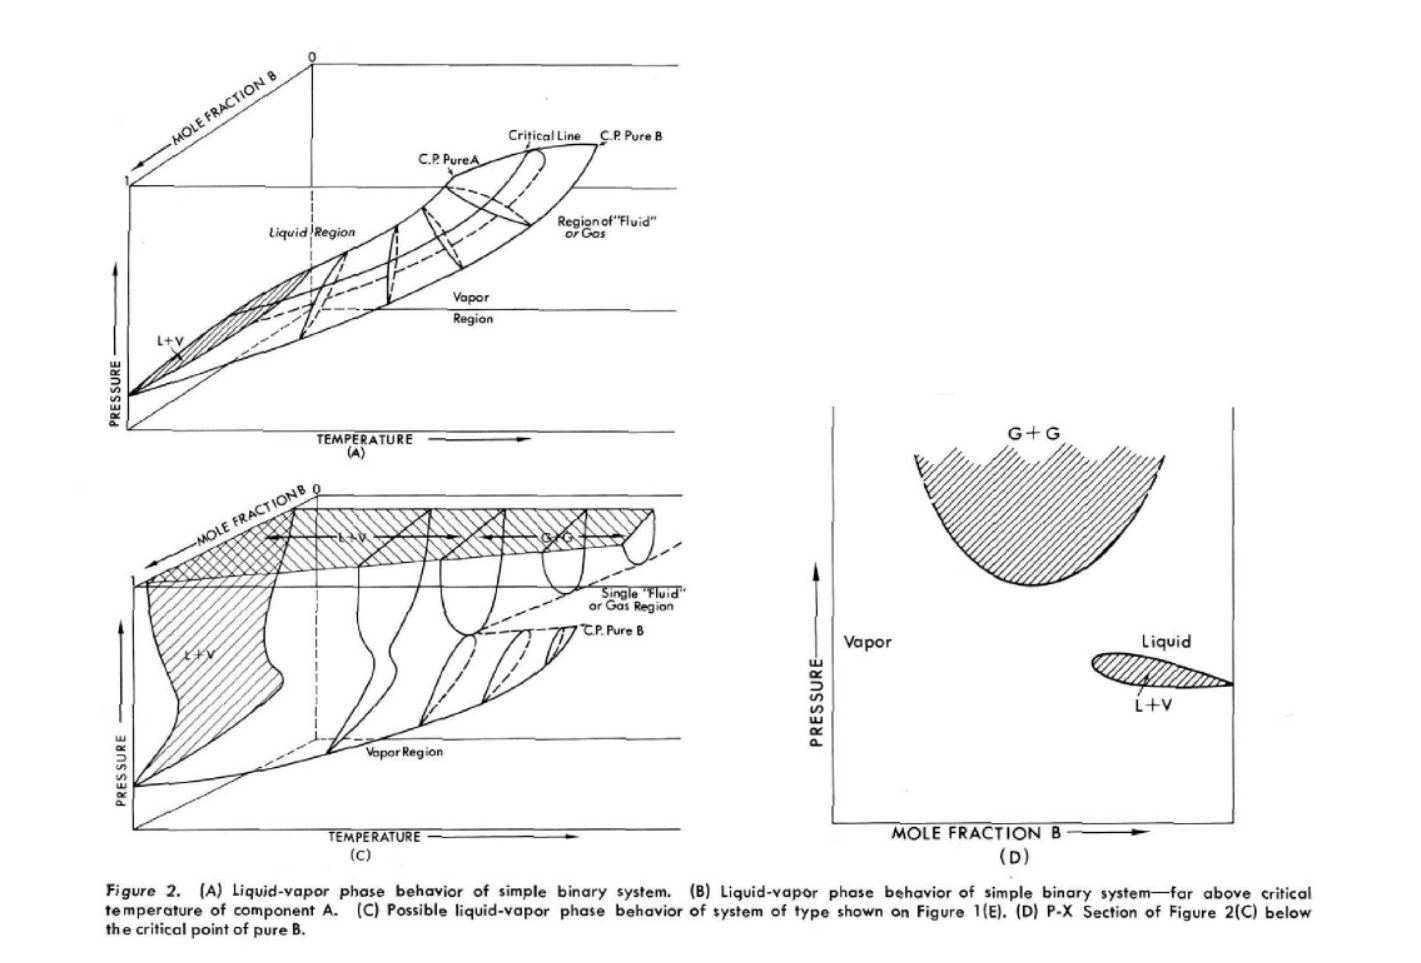 0
MOLE FRACTION B
1
Critical Line
C.P. Pure B
C.P. Pure A
Liquid Region
Region of "Fluid"
or Gas
Vapor
Region
L+V
PRESSURE
TEMPERATURE
(A)
0
MOLE FRACTION B
1
L+V
G+G
Single "Fluid"
or Gas Region
C.P. Pure B
L+V
Vapor Region
PRESSURE
TEMPERATURE
(C)
G+G
Vapor
Liquid
L+V
PRESSURE
MOLE FRACTION B
(D)
Figure 2. (A) Liquid-vapor phase behavior of simple binary system. (B) Liquid-vapor phase behavior of simple binary system—far above critical
temperature of component A. (C) Possible liquid-vapor phase behavior of system of type shown on Figure 1(E). (D) P-X Section of Figure 2(C) below
the critical point of pure B.